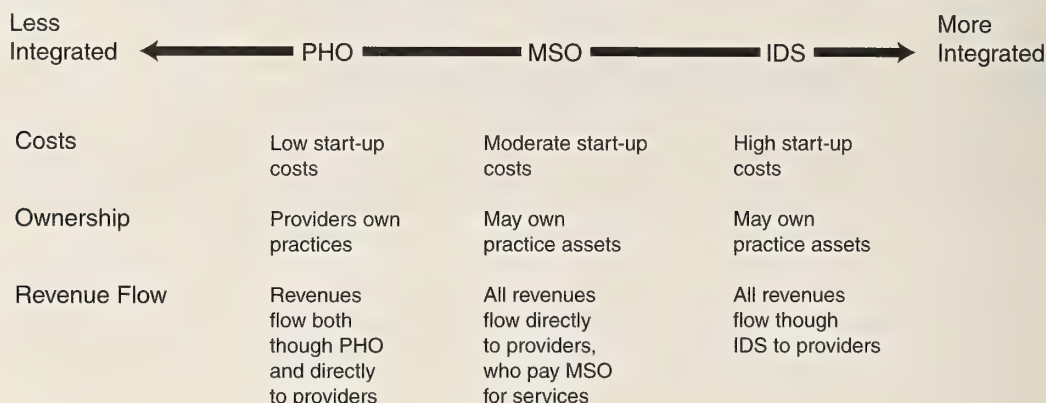 Less
Integrated
PHO MSO IDS
More
Integrated
Costs
Low start-up
costs
Moderate start-up
costs
High start-up
costs
Ownership
Providers own
practices
May own
practice assets
May own
practice assets
Revenue Flow
Revenues
flow both
though PHO
and directly
to providers
All revenues
flow directly
to providers,
who pay MSO
for services
All revenues
flow though
IDS to providers